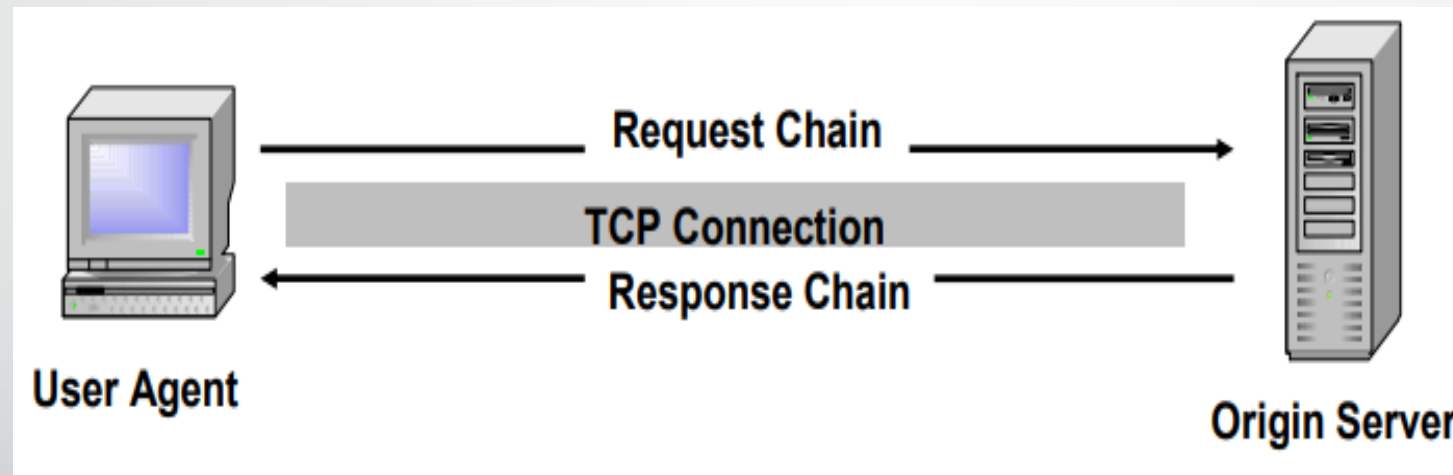 Request Chain
TCP Connection
Response Chain
User Agent
Origin Server